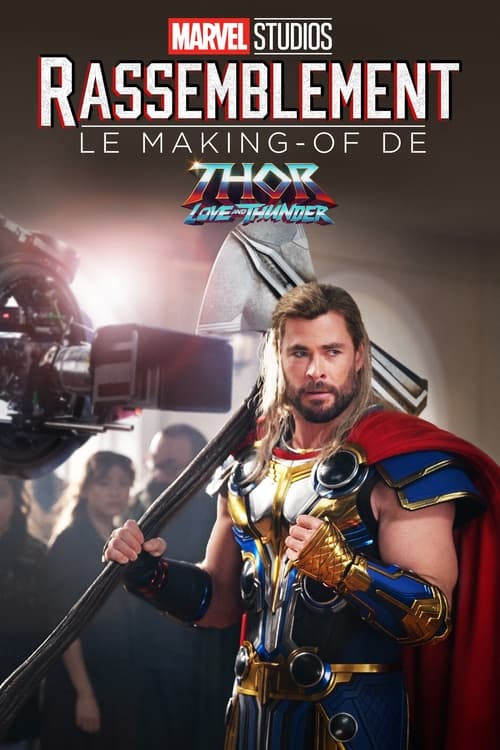 MARVEL STUDIOS
RASSEMBLEMENT
LE MAKING-OF DE
THOR
LOVE AND THUNDER